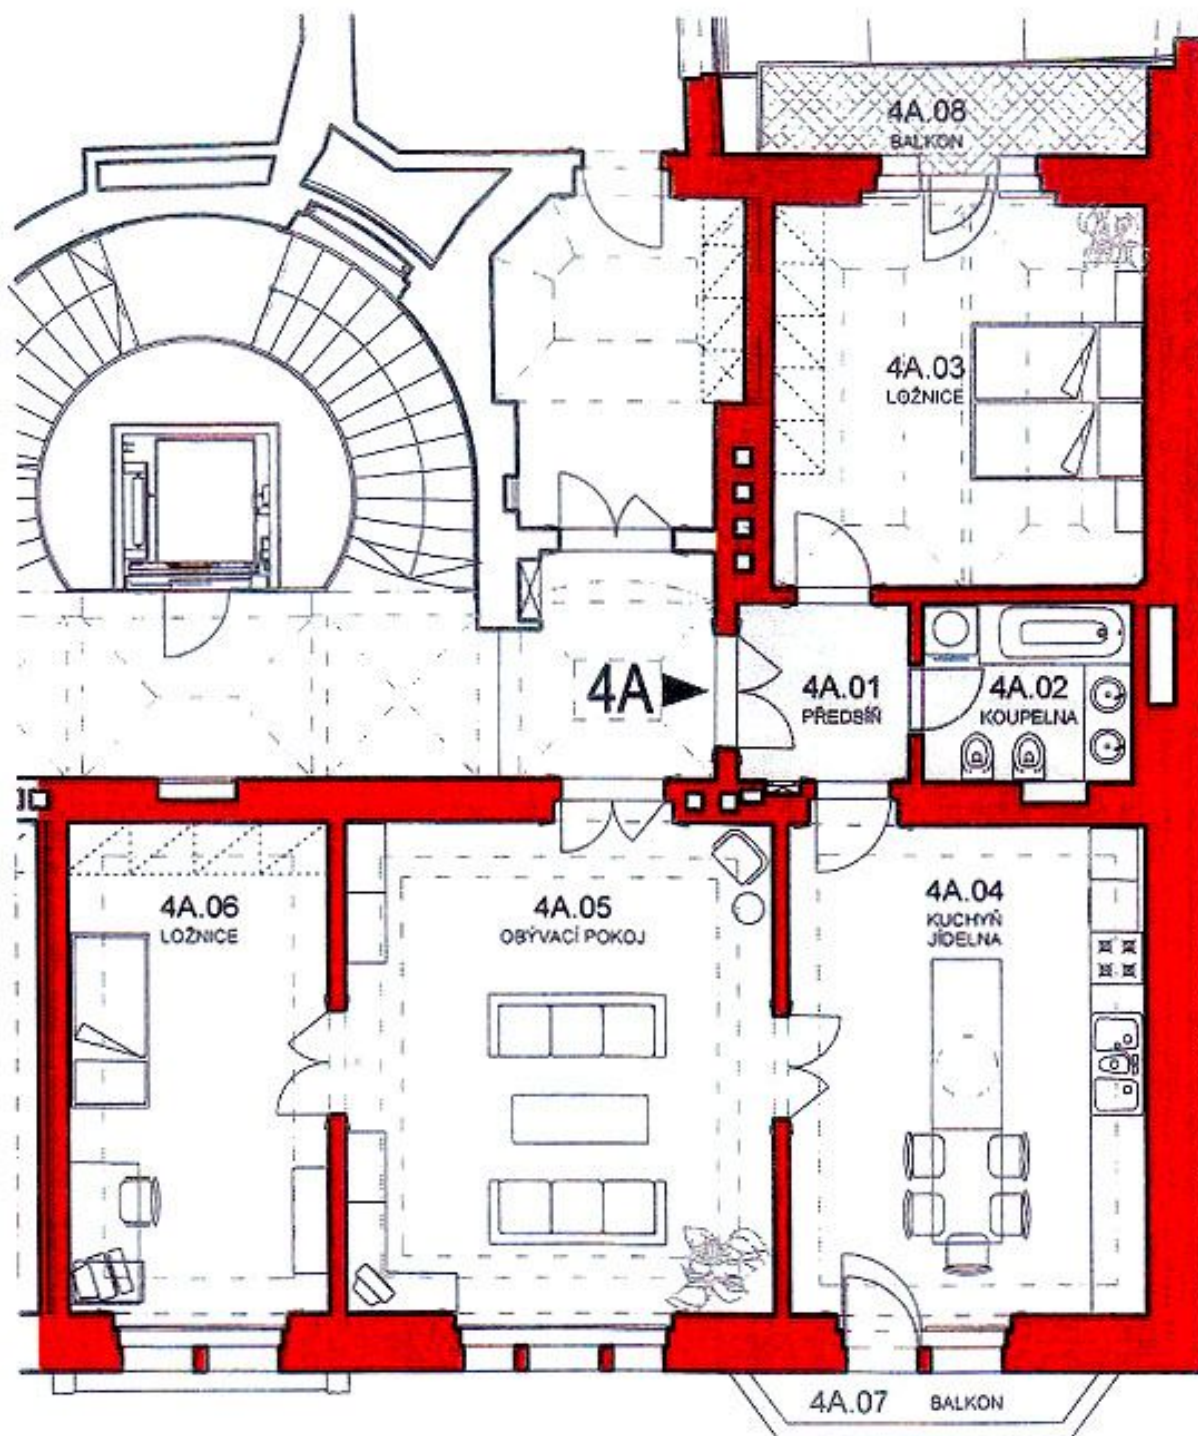 4A.08
BALKON
4A.03
LOŽNICE
4A
4A.01
PŘEDSÍŇ
4A.02
KOUPELNA
4A.06
LOŽNICE
4A.05
OBÝVACÍ POKOJ
4A.04
KUCHYŇ
JÍDELNA
4A.07 BALKON